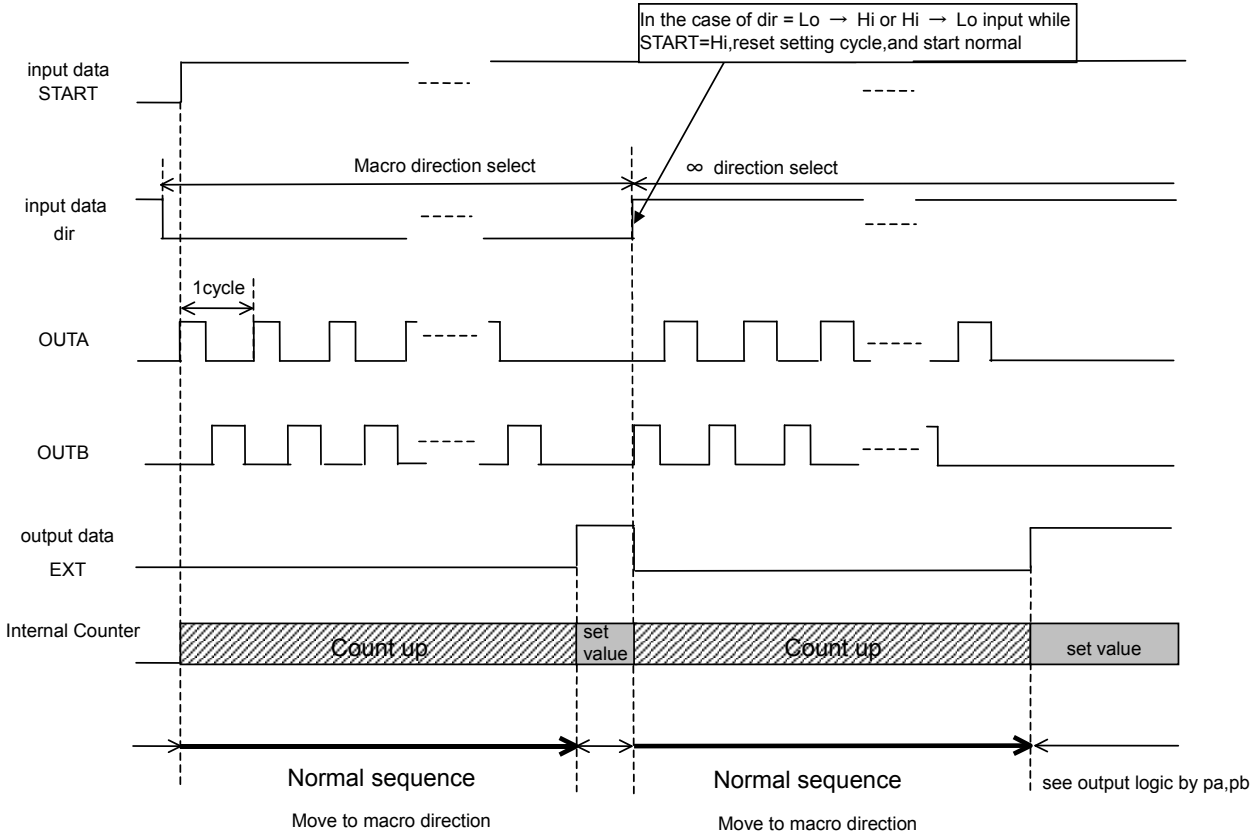 In the case of dir = Lo → Hi or Hi → Lo input while
START=Hi,reset setting cycle,and start normal
input data
START
Macro direction select
∞ direction select
input data
dir
1cycle
OUTA
OUTB
output data
EXT
Internal Counter
Count up
set
value
Count up
set value
Normal sequence
Normal sequence
see output logic by pa,pb
Move to macro direction
Move to macro direction